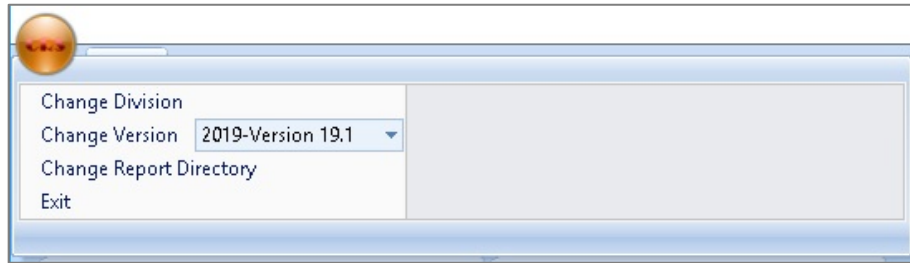 Change Division
Change Version 2019-Version 19.1
Change Report Directory
Exit